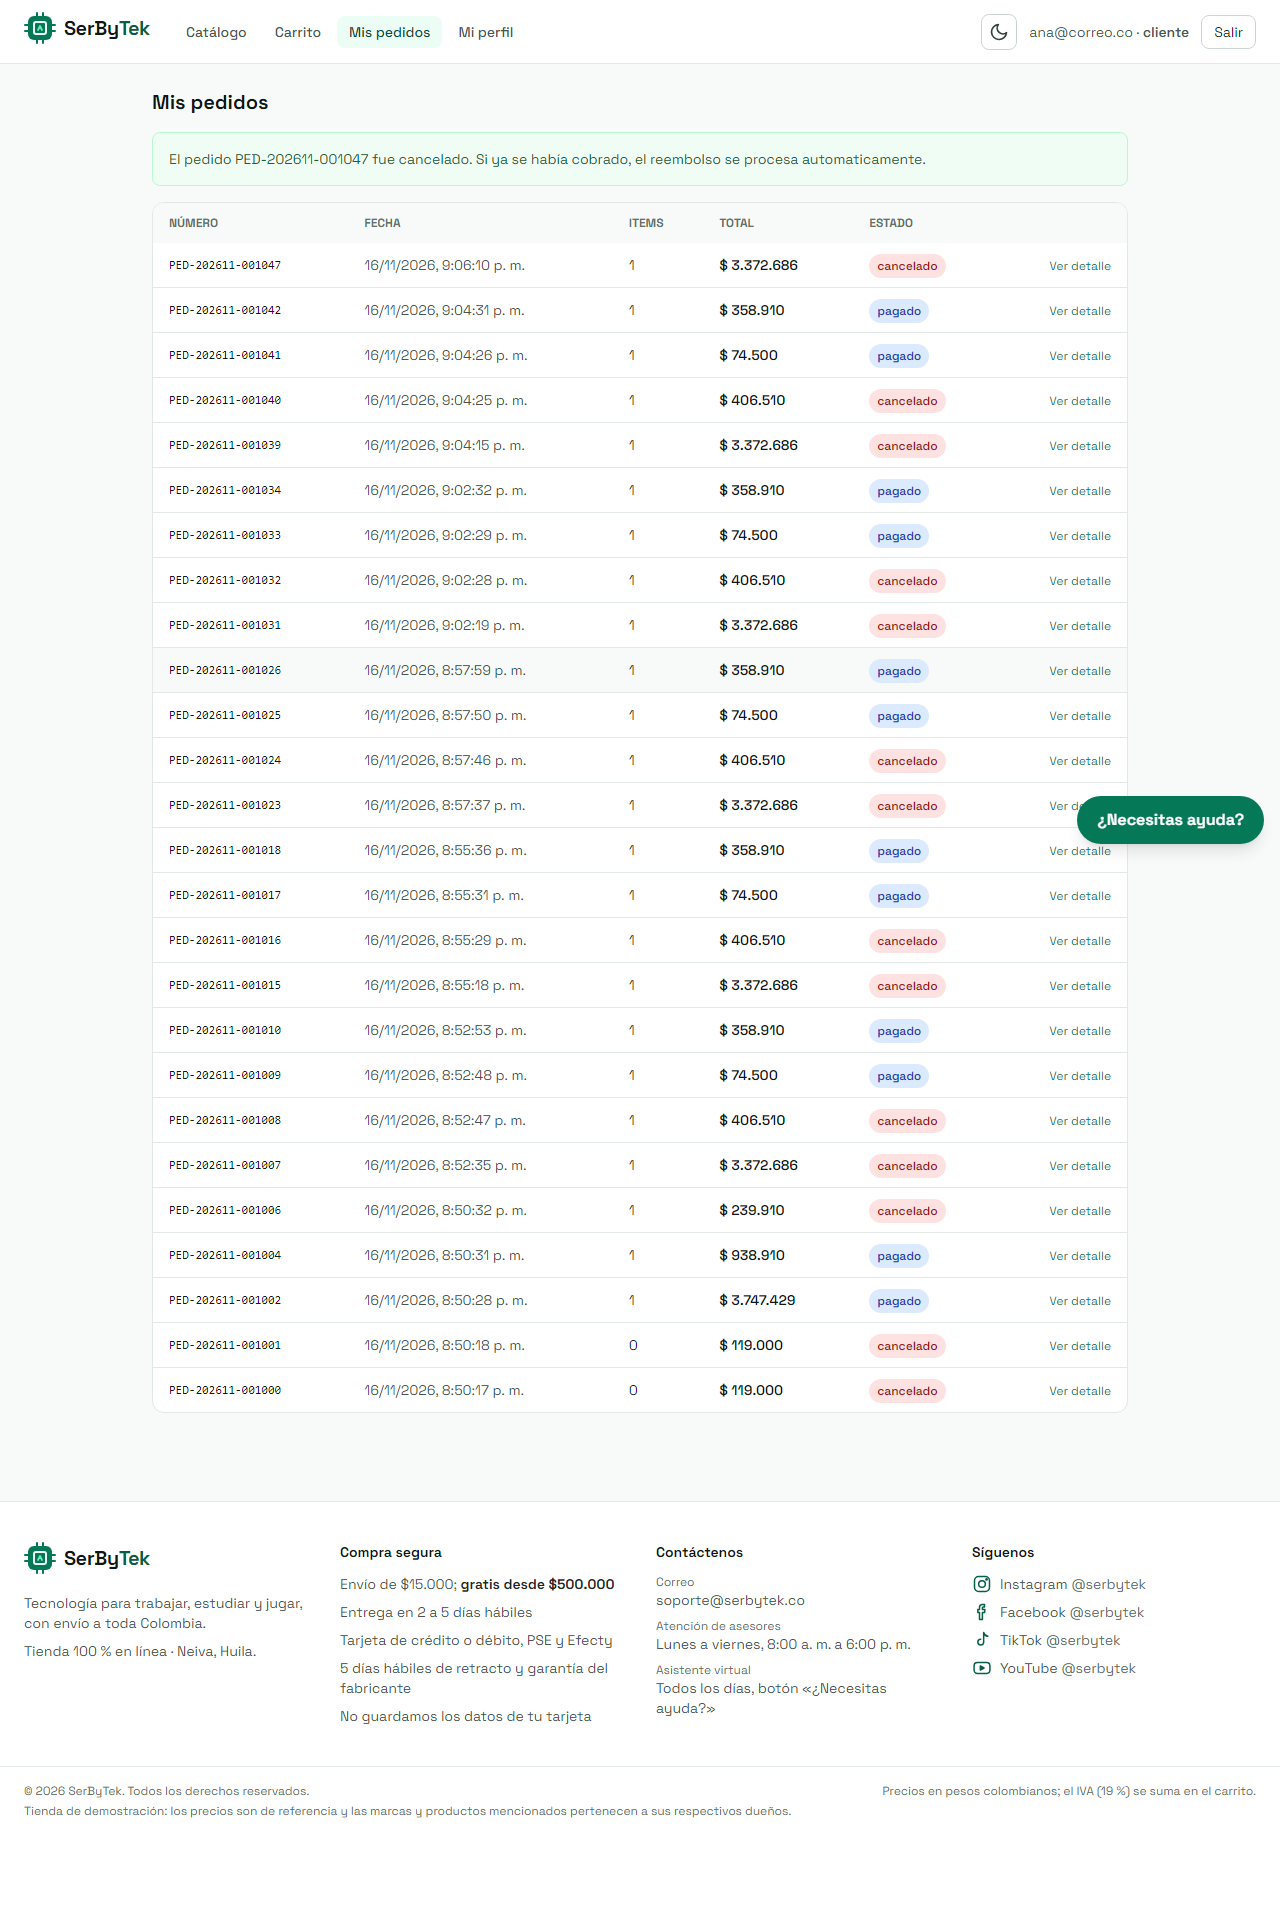 SerByTek Catálogo Carrito Mis pedidos Mi perfil ana@correo.co · cliente Salir
Mis pedidos
El pedido PED-202611-001047 fue cancelado. Si ya se había cobrado, el reembolso se procesa automaticamente.
NÚMERO FECHA ITEMS TOTAL ESTADO
PED-202611-001047 16/11/2026, 9:06:10 p. m. 1 $ 3.372.686 cancelado Ver detalle
PED-202611-001042 16/11/2026, 9:04:31 p. m. 1 $ 358.910 pagado Ver detalle
PED-202611-001041 16/11/2026, 9:04:26 p. m. 1 $ 74.500 pagado Ver detalle
PED-202611-001040 16/11/2026, 9:04:25 p. m. 1 $ 406.510 cancelado Ver detalle
PED-202611-001039 16/11/2026, 9:04:15 p. m. 1 $ 3.372.686 cancelado Ver detalle
PED-202611-001034 16/11/2026, 9:02:32 p. m. 1 $ 358.910 pagado Ver detalle
PED-202611-001033 16/11/2026, 9:02:29 p. m. 1 $ 74.500 pagado Ver detalle
PED-202611-001032 16/11/2026, 9:02:28 p. m. 1 $ 406.510 cancelado Ver detalle
PED-202611-001031 16/11/2026, 9:02:19 p. m. 1 $ 3.372.686 cancelado Ver detalle
PED-202611-001026 16/11/2026, 8:57:59 p. m. 1 $ 358.910 pagado Ver detalle
PED-202611-001025 16/11/2026, 8:57:50 p. m. 1 $ 74.500 pagado Ver detalle
PED-202611-001024 16/11/2026, 8:57:46 p. m. 1 $ 406.510 cancelado Ver detalle
PED-202611-001023 16/11/2026, 8:57:37 p. m. 1 $ 3.372.686 cancelado Ver
¿Necesitas ayuda?
PED-202611-001018 16/11/2026, 8:55:36 p. m. 1 $ 358.910 pagado Ver detalle
PED-202611-001017 16/11/2026, 8:55:31 p. m. 1 $ 74.500 pagado Ver detalle
PED-202611-001016 16/11/2026, 8:55:29 p. m. 1 $ 406.510 cancelado Ver detalle
PED-202611-001015 16/11/2026, 8:55:18 p. m. 1 $ 3.372.686 cancelado Ver detalle
PED-202611-001010 16/11/2026, 8:52:53 p. m. 1 $ 358.910 pagado Ver detalle
PED-202611-001009 16/11/2026, 8:52:48 p. m. 1 $ 74.500 pagado Ver detalle
PED-202611-001008 16/11/2026, 8:52:47 p. m. 1 $ 406.510 cancelado Ver detalle
PED-202611-001007 16/11/2026, 8:52:35 p. m. 1 $ 3.372.686 cancelado Ver detalle
PED-202611-001006 16/11/2026, 8:50:32 p. m. 1 $ 239.910 cancelado Ver detalle
PED-202611-001004 16/11/2026, 8:50:31 p. m. 1 $ 938.910 pagado Ver detalle
PED-202611-001002 16/11/2026, 8:50:28 p. m. 1 $ 3.747.429 pagado Ver detalle
PED-202611-001001 16/11/2026, 8:50:18 p. m. 0 $ 119.000 cancelado Ver detalle
PED-202611-001000 16/11/2026, 8:50:17 p. m. 0 $ 119.000 cancelado Ver detalle
SerByTek
Tecnología para trabajar, estudiar y jugar,
con envío a toda Colombia.
Tienda 100 % en línea · Neiva, Huila.
Compra segura
Envío de $15.000; gratis desde $500.000
Entrega en 2 a 5 días hábiles
Tarjeta de crédito o débito, PSE y Efecty
5 días hábiles de retracto y garantía del
fabricante
No guardamos los datos de tu tarjeta
Contáctenos
Correo
soporte@serbytek.co
Atención de asesores
Lunes a viernes, 8:00 a. m. a 6:00 p. m.
Asistente virtual
Todos los días, botón «¿Necesitas
ayuda?»
Síguenos
Instagram @serbytek
Facebook @serbytek
TikTok @serbytek
YouTube @serbytek
© 2026 SerByTek. Todos los derechos reservados.
Tienda de demostración: los precios son de referencia y las marcas y productos mencionados pertenecen a sus respectivos dueños.
Precios en pesos colombianos; el IVA (19 %) se suma en el carrito.